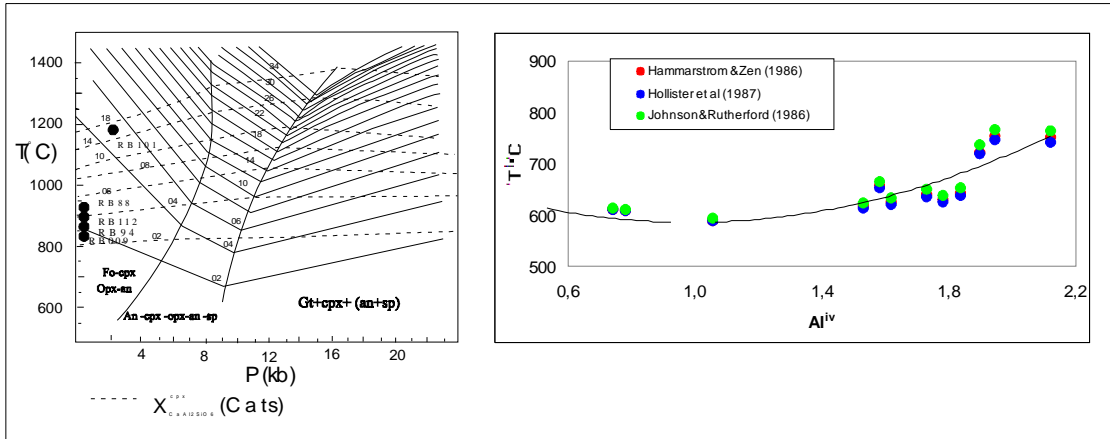 1400
1200
T( C)
1000
800
600
34
30
26
22
18
14
10
06
04
02
18
14
10
08
06
04
02
RB101
RB88
RB112
RB94
Fo-cpx
Opx-an
An -cpx -opx-an -sp
Gt+cpx+ (an+sp)
4 8 12 16 20
P(kb)
X cpx CaAl2SiO6 (Cats)
900
800
700
600
500
Hammarstrom &Zen (1986)
Hollister et al (1987)
Johnson&Rutherford (1986)
0,6 1,0 1,4 1,8 2,2
Al iv